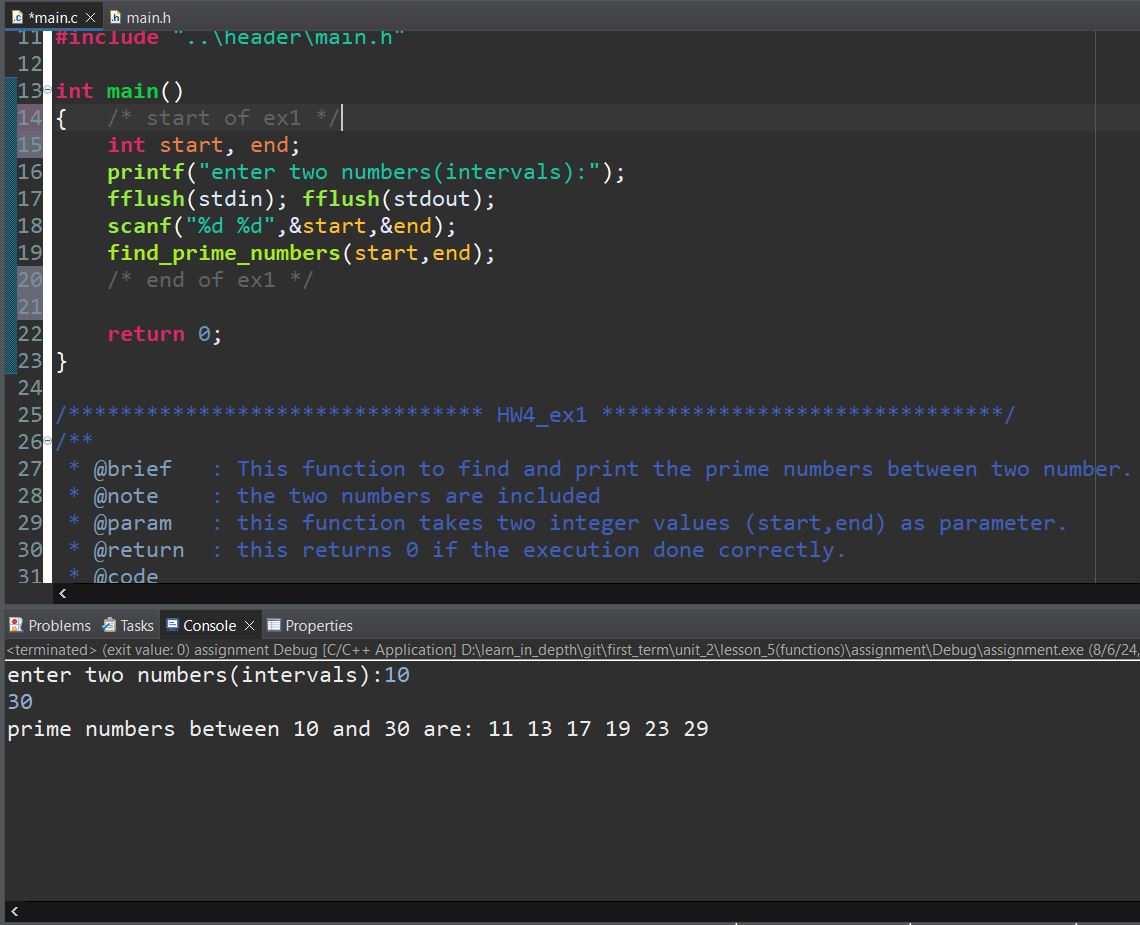 *main.c main.h
11 #include "..\header\main.h"
12
13 int main()
14 { /* start of ex1 */
15 int start, end;
16 printf("enter two numbers(intervals):");
17 fflush(stdin); fflush(stdout);
18 scanf("%d %d",&start,&end);
19 find_prime_numbers(start,end);
20 /* end of ex1 */
21
22 return 0;
23 }
24
25 /******************************** HW4_ex1 *******************************/
26 /**
27 * @brief : This function to find and print the prime numbers between two number.
28 * @note : the two numbers are included
29 * @param : this function takes two integer values (start,end) as parameter.
30 * @return : this returns 0 if the execution done correctly.
31 * @code
Problems Tasks Console Properties
<terminated> (exit value: 0) assignment Debug [C/C++ Application] D:\learn_in_depth\git\first_term\unit_2\lesson_5(functions)\assignment\Debug\assignment.exe (8/6/24,
enter two numbers(intervals):10
30
prime numbers between 10 and 30 are: 11 13 17 19 23 29